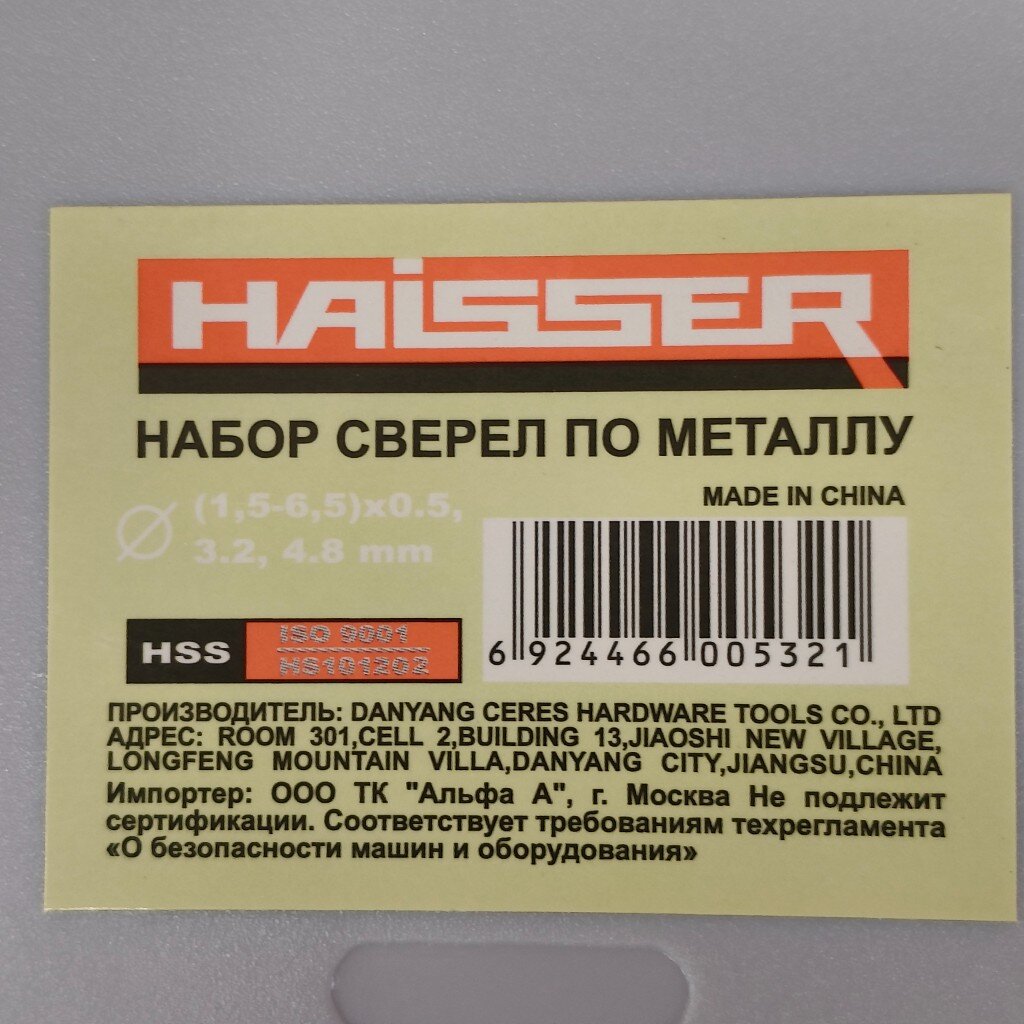 HAiSSER
НАБОР СВЕРЕЛ ПО МЕТАЛЛУ
MADE IN CHINA
Ø (1,5-6,5)x0.5,
3.2, 4.8 mm
HSS
ISO 9001
HS101202
6 924466 005321
ПРОИЗВОДИТЕЛЬ: DANYANG CERES HARDWARE TOOLS CO., LTD
АДРЕС: ROOM 301,CELL 2,BUILDING 13,JIAOSHI NEW VILLAGE,
LONGFENG MOUNTAIN VILLA,DANYANG CITY,JIANGSU,CHINA
Импортер: ООО ТК "Альфа А", г. Москва Не подлежит
сертификации. Соответствует требованиям техрегламента
«О безопасности машин и оборудования»